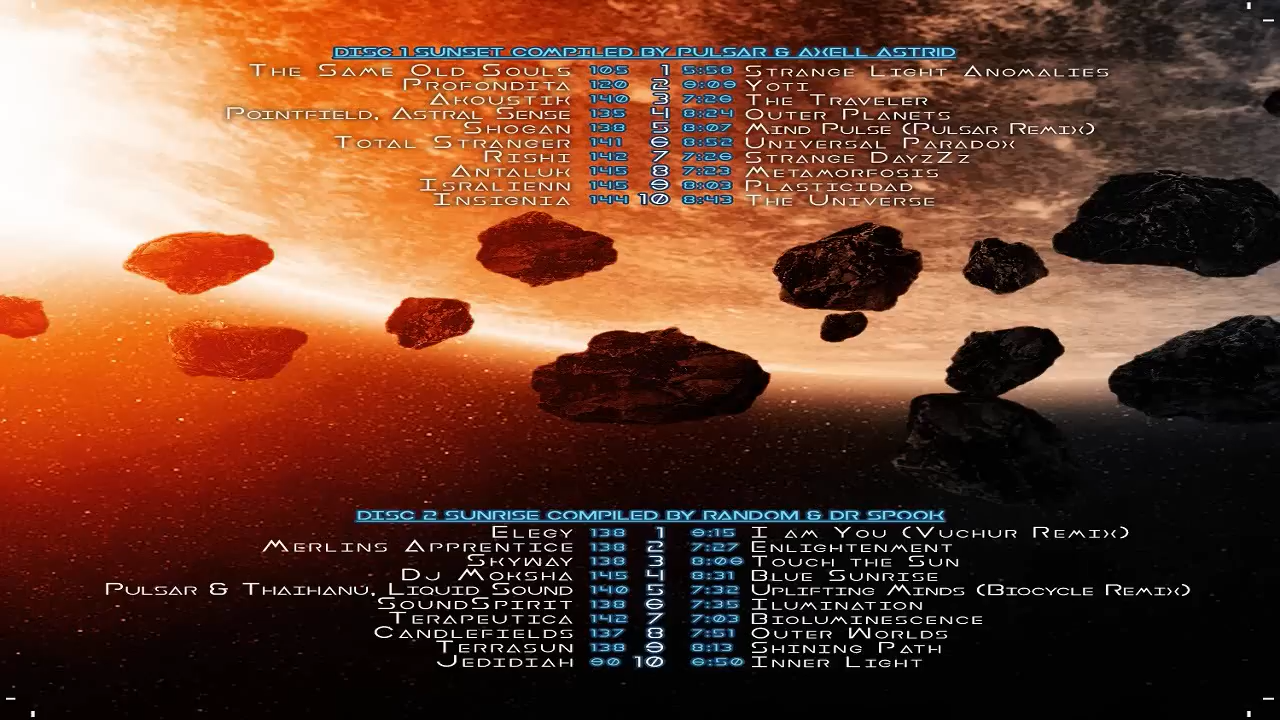 DISC 1 SUNSET COMPILED BY PULSAR & AXELL ASTRID
The Same Old Souls 105 1 5:58 Strange Light Anomalies
Profondita 120 2 9:09 Yoti
Akoustik 140 3 7:26 The Traveler
Pointfield, Astral Sense 135 4 8:24 Outer Planets
Shogan 138 5 8:07 Mind Pulse (Pulsar Remix)
Total Stranger 141 6 8:52 Universal Paradox
Rishi 142 7 7:26 Strange DayzZz
Antaluk 145 8 7:23 Metamorfosis
Isralienn 145 9 8:03 Plasticidad
Insignia 144 10 8:43 The Universe
DISC 2 SUNRISE COMPILED BY RANDOM & DR SPOOK
Elegy 138 1 9:15 I am You (Vuchur Remix)
Merlins Apprentice 138 2 7:27 Enlightenment
Skyway 138 3 8:06 Touch the Sun
Dj Moksha 145 4 8:31 Blue Sunrise
Pulsar & Thaihanú, Liquid Sound 140 5 7:32 Uplifting Minds (Biocycle Remix)
SoundSpirit 138 6 7:35 Ilumination
Terapeutica 142 7 7:03 Bioluminescence
Candlefields 137 8 7:51 Outer Worlds
Terrasun 138 9 8:13 Shining Path
Jedidiah 90 10 6:50 Inner Light